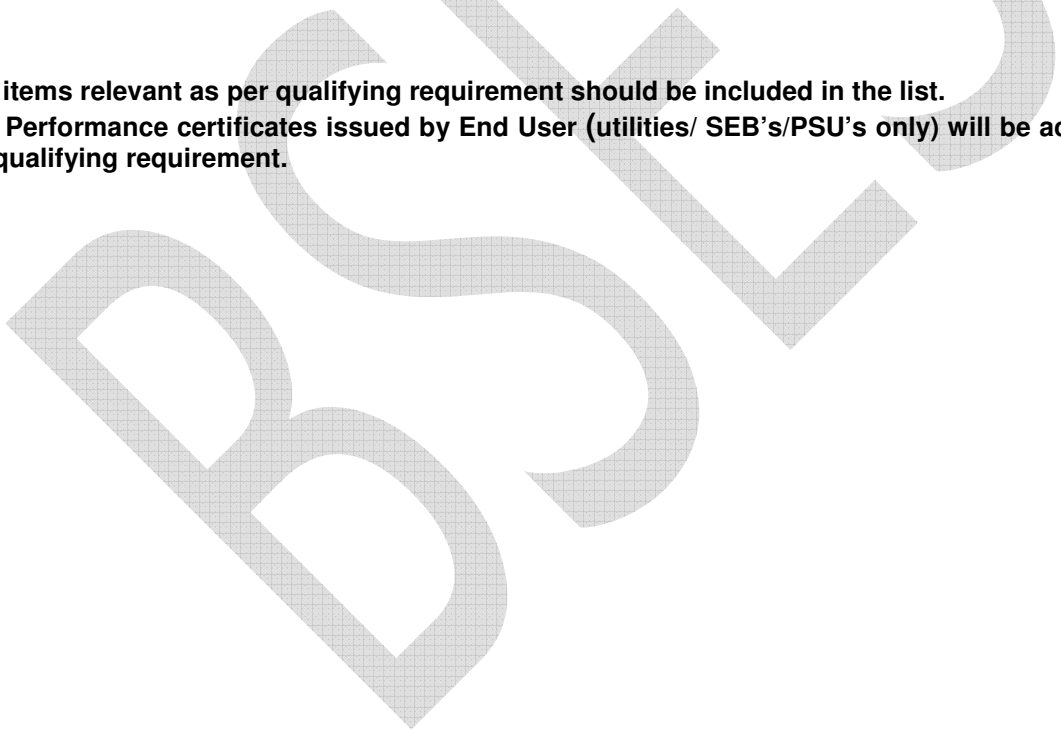 items relevant as per qualifying requirement should be included in the list.
Performance certificates issued by End User (utilities/ SEB's/PSU's only) will be
qualifying requirement.
BSES